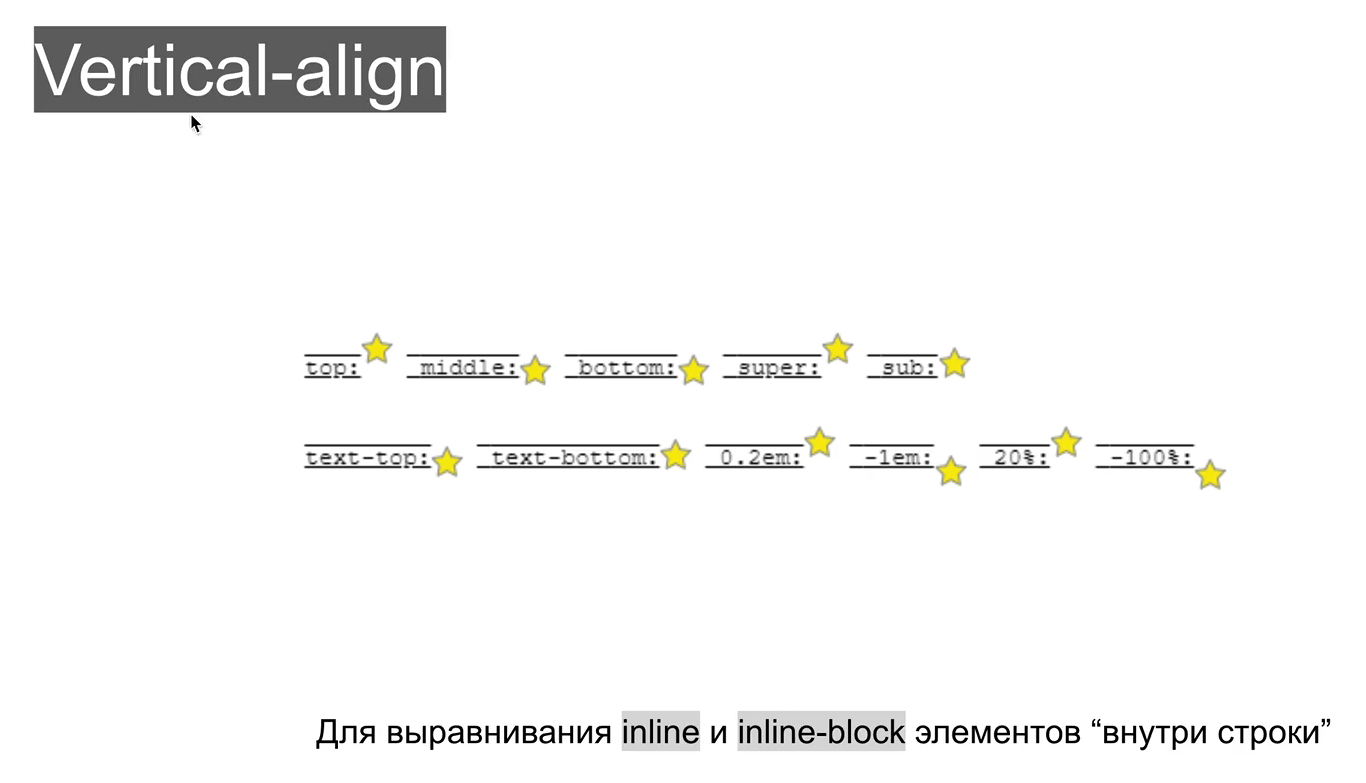 Vertical-align
top: middle: bottom: super: sub:
text-top: text-bottom: 0.2em: -1em: 20%: -100%:
Для выравнивания inline и inline-block элементов “внутри строки”